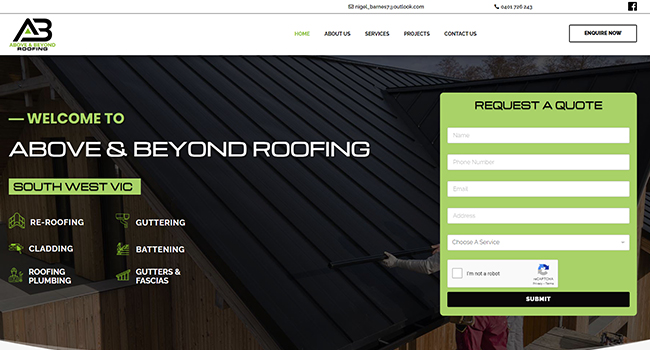 nigel_barnes7@outlook.com
0401 726 243
AB
ABOVE & BEYOND
ROOFING
HOME
ABOUT US
SERVICES
PROJECTS
CONTACT US
ENQUIRE NOW
— WELCOME TO
ABOVE & BEYOND ROOFING
SOUTH WEST VIC
RE-ROOFING
GUTTERING
CLADDING
BATTENING
ROOFING
PLUMBING
GUTTERS &
FASCIAS
REQUEST A QUOTE
Name
Phone Number
Email
Address
Choose A Service
I'm not a robot
reCAPTCHA
Privacy - Terms
SUBMIT